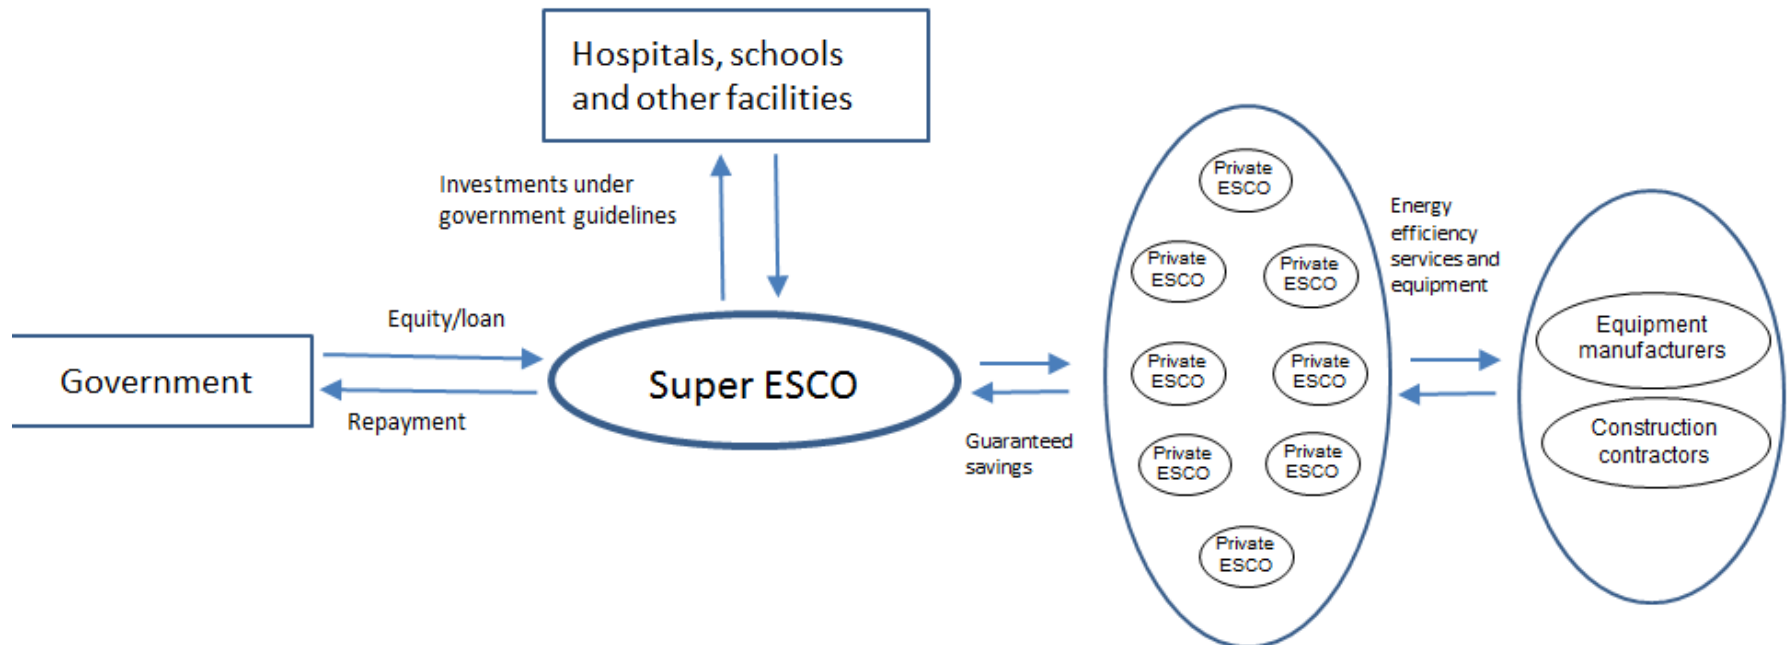 Hospitals, schools
and other facilities
Investments under
government guidelines
Equity/loan
Government
Repayment
Super ESCO
Guaranteed
savings
Private
ESCO
Private
ESCO
Private
ESCO
Private
ESCO
Private
ESCO
Private
ESCO
Private
ESCO
Private
ESCO
Energy
efficiency
services and
equipment
Equipment
manufacturers
Construction
contractors